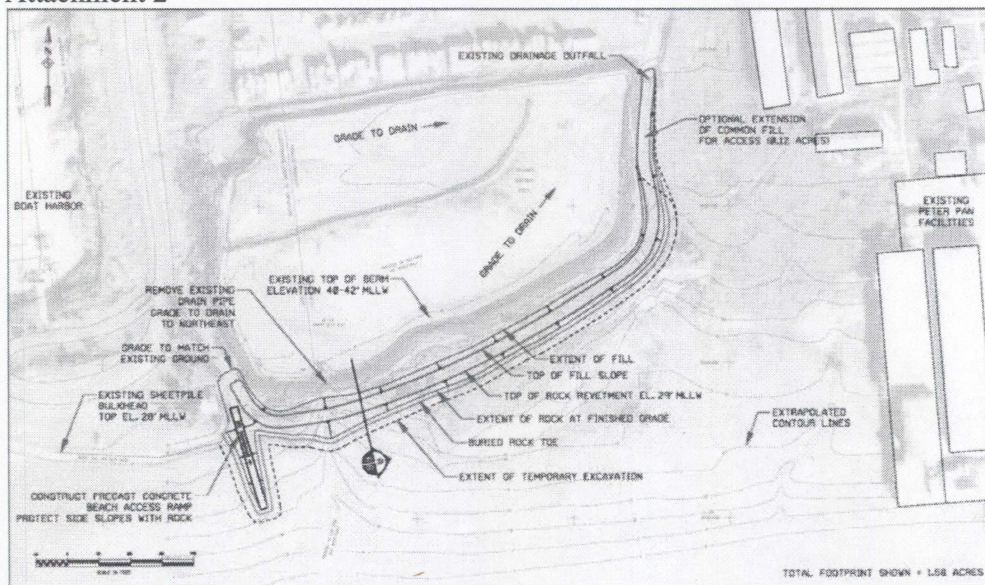 Attachment 2
EXISTING DRAINAGE OUTFALL
GRADE TO DRAIN
OPTIONAL EXTENSION
OF COMMON FILL
FOR ACCESS (0.12 ACRES)
EXISTING
BOAT HARBOR
EXISTING
PETER PAN
FACILITIES
GRADE TO DRAIN
EXISTING TOP OF BERM
ELEVATION 40-42' MLLW
REMOVE EXISTING
DRAIN PIPE
GRADE TO DRAIN
TO NORTHEAST
GRADE TO MATCH
EXISTING GROUND
EXISTING SHEETPILE
BULKHEAD
TOP EL. 28' MLLW
EXTENT OF FILL
TOP OF FILL SLOPE
TOP OF ROCK REVETMENT EL. 29' MLLW
EXTENT OF ROCK AT FINISHED GRADE
BURIED ROCK TOE
EXTENT OF TEMPORARY EXCAVATION
EXTRAPOLATED
CONTOUR LINES
CONSTRUCT PRECAST CONCRETE
BEACH ACCESS RAMP
PROTECT SIDE SLOPES WITH ROCK
TOTAL FOOTPRINT SHOWN = 1.58 ACRES